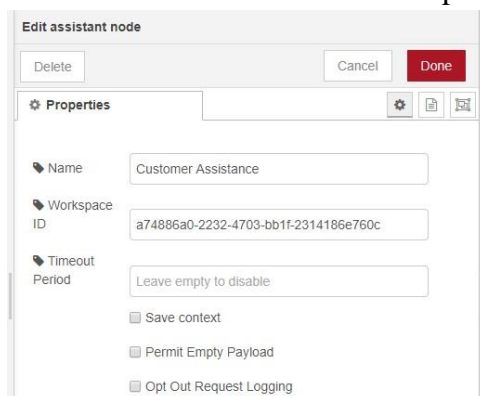 Edit assistant node
Delete Cancel Done
Properties
Name Customer Assistance
Workspace
ID a74886a0-2232-4703-bb1f-2314186e760c
Timeout
Period Leave empty to disable
Save context
Permit Empty Payload
Opt Out Request Logging